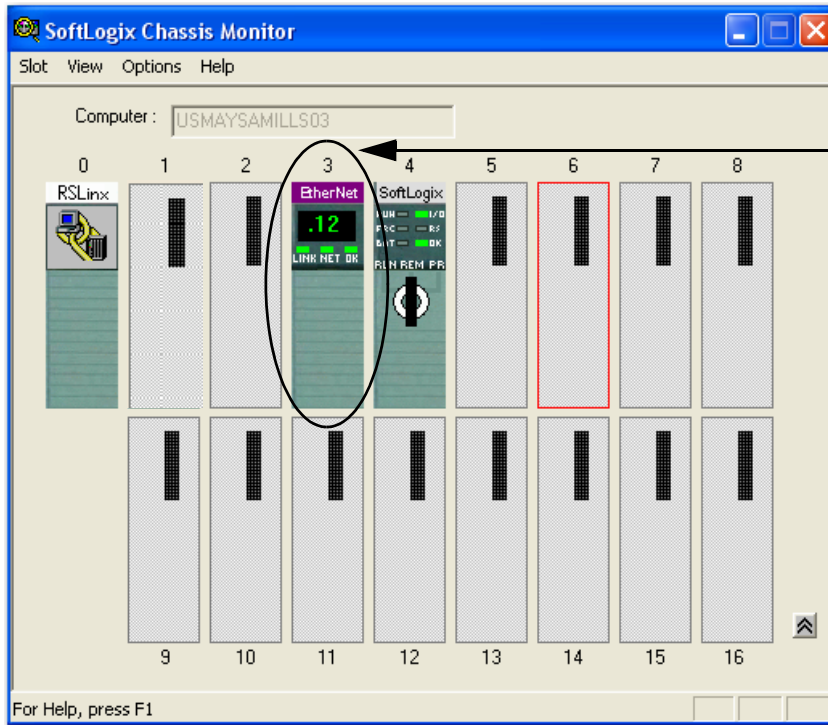 SoftLogix Chassis Monitor
Slot View Options Help
Computer : USMAYSAMILLS03
0 1 2 3 4 5 6 7 8
RSLinx EtherNet SoftLogix
.12
RUN I/O
FRC RS
BAT OK
LINK NET OK
RUN REM PR
9 10 11 12 13 14 15 16
For Help, press F1